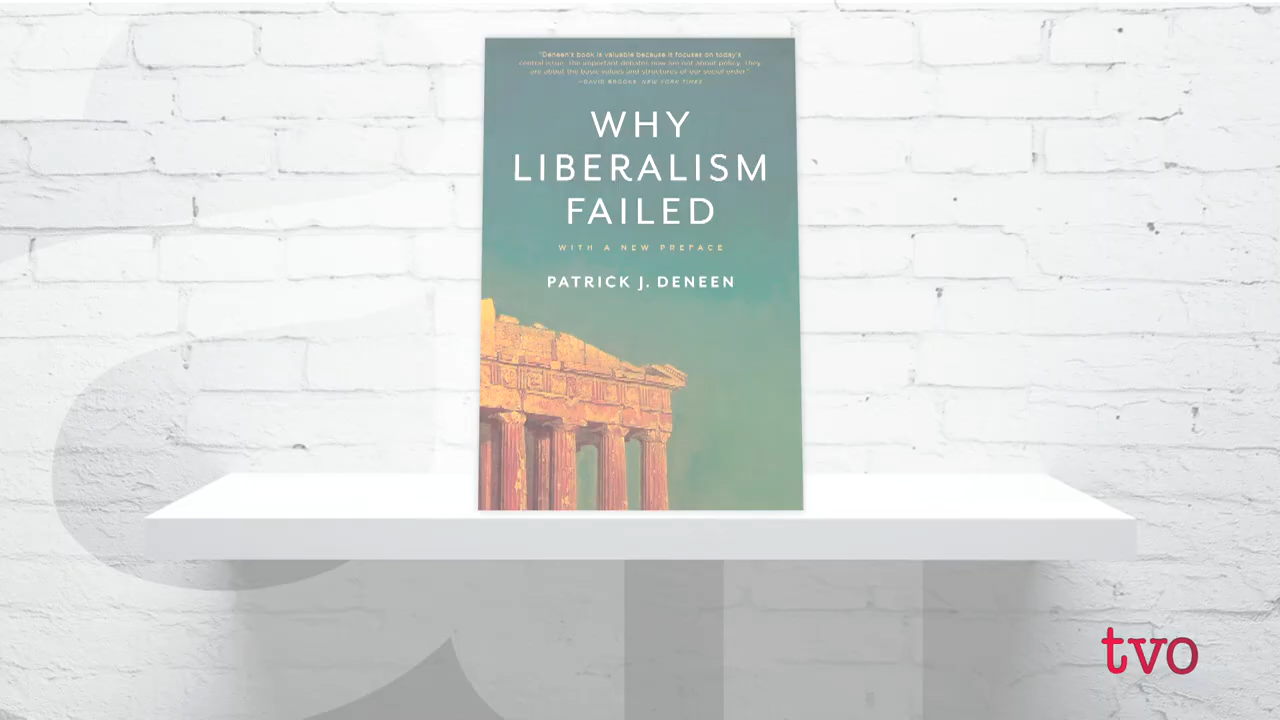 "Deneen's book is valuable because it focuses on today's
central issue. The important debates now are not about policy. They
are about the basic values and structures of our social order."
—DAVID BROOKS, NEW YORK TIMES
WHY
LIBERALISM
FAILED
WITH A NEW PREFACE
PATRICK J. DENEEN
tvo